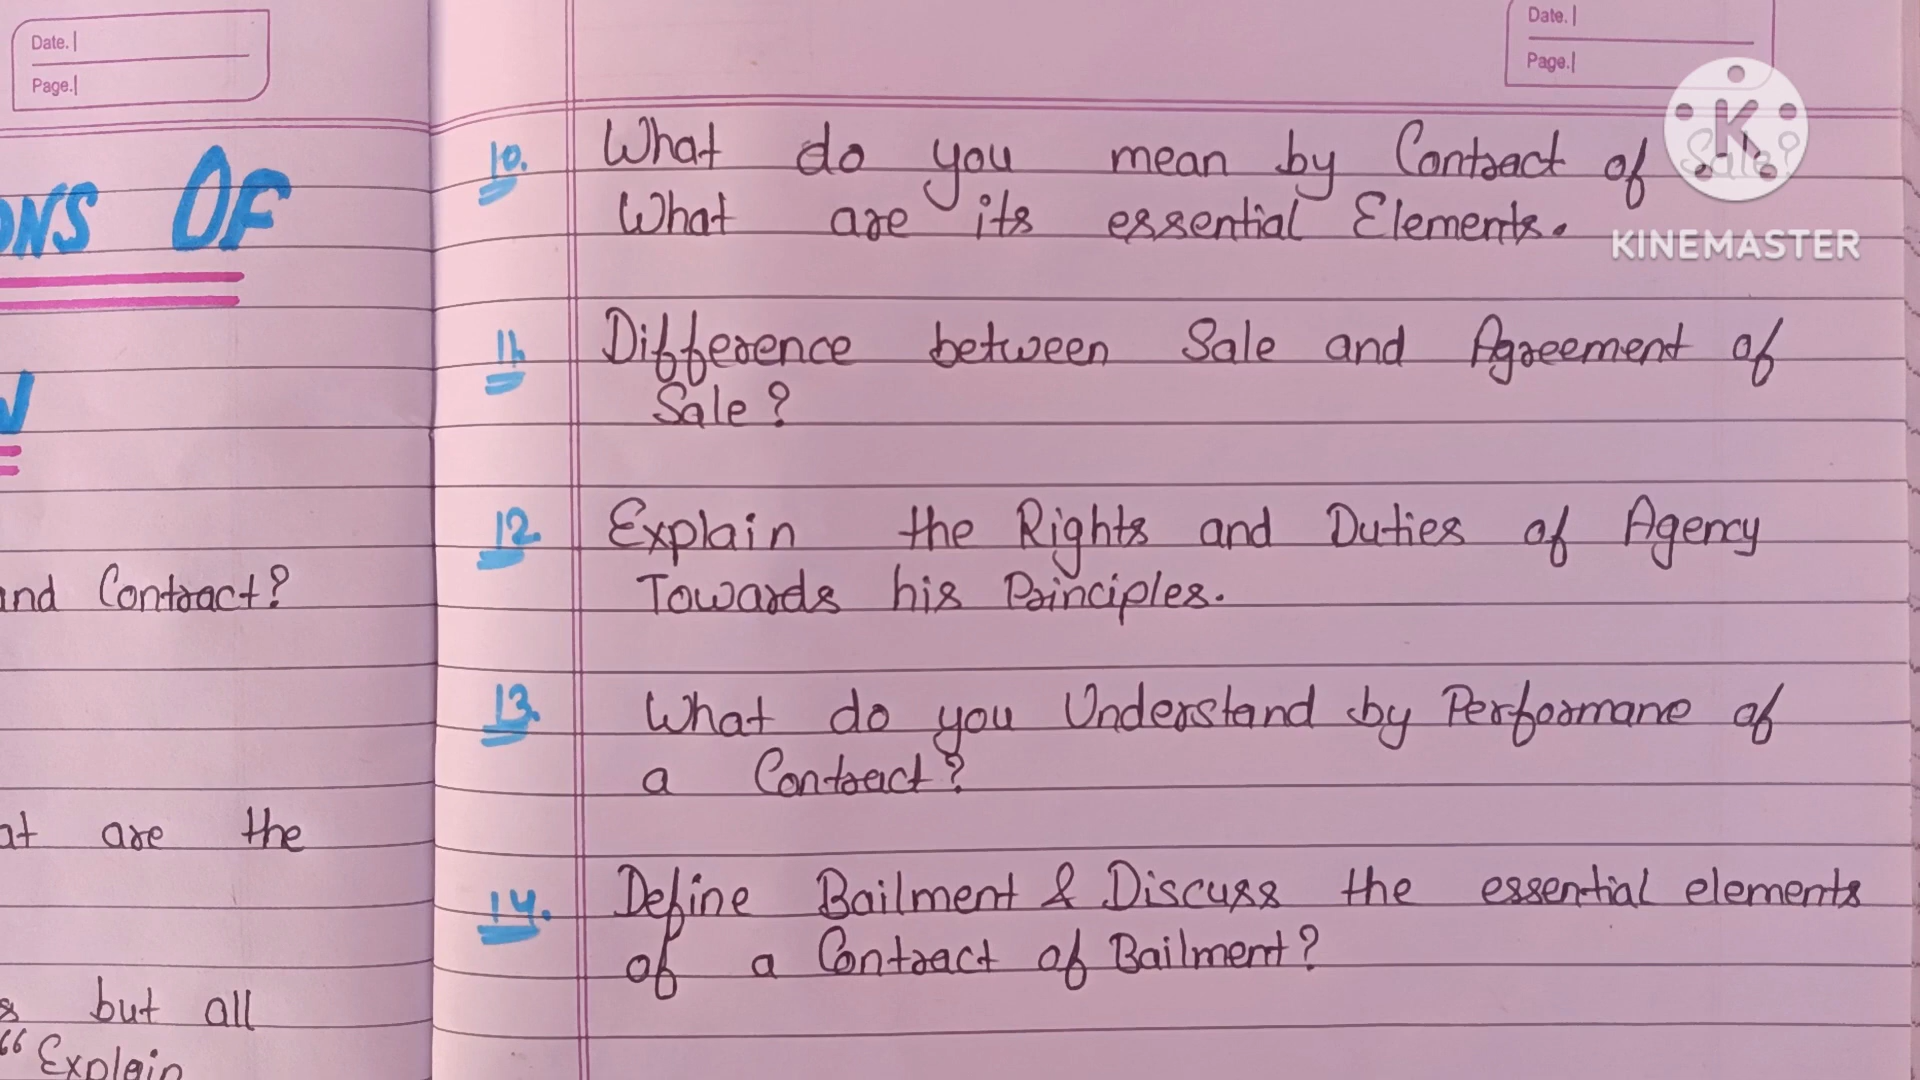 Date.
Page.
ONS OF
and Contract?
at are the
but all
"Explain
Date.
Page.
10. What do you mean by Contract of Sale?
What are its essential Elements.
KINEMASTER
11. Difference between Sale and Agreement of
Sale?
12. Explain the Rights and Duties of Agency
Towards his Principles.
13. What do you Understand by Performane of
a Contract?
14. Define Bailment & Discuss the essential elements
of a Contract of Bailment?